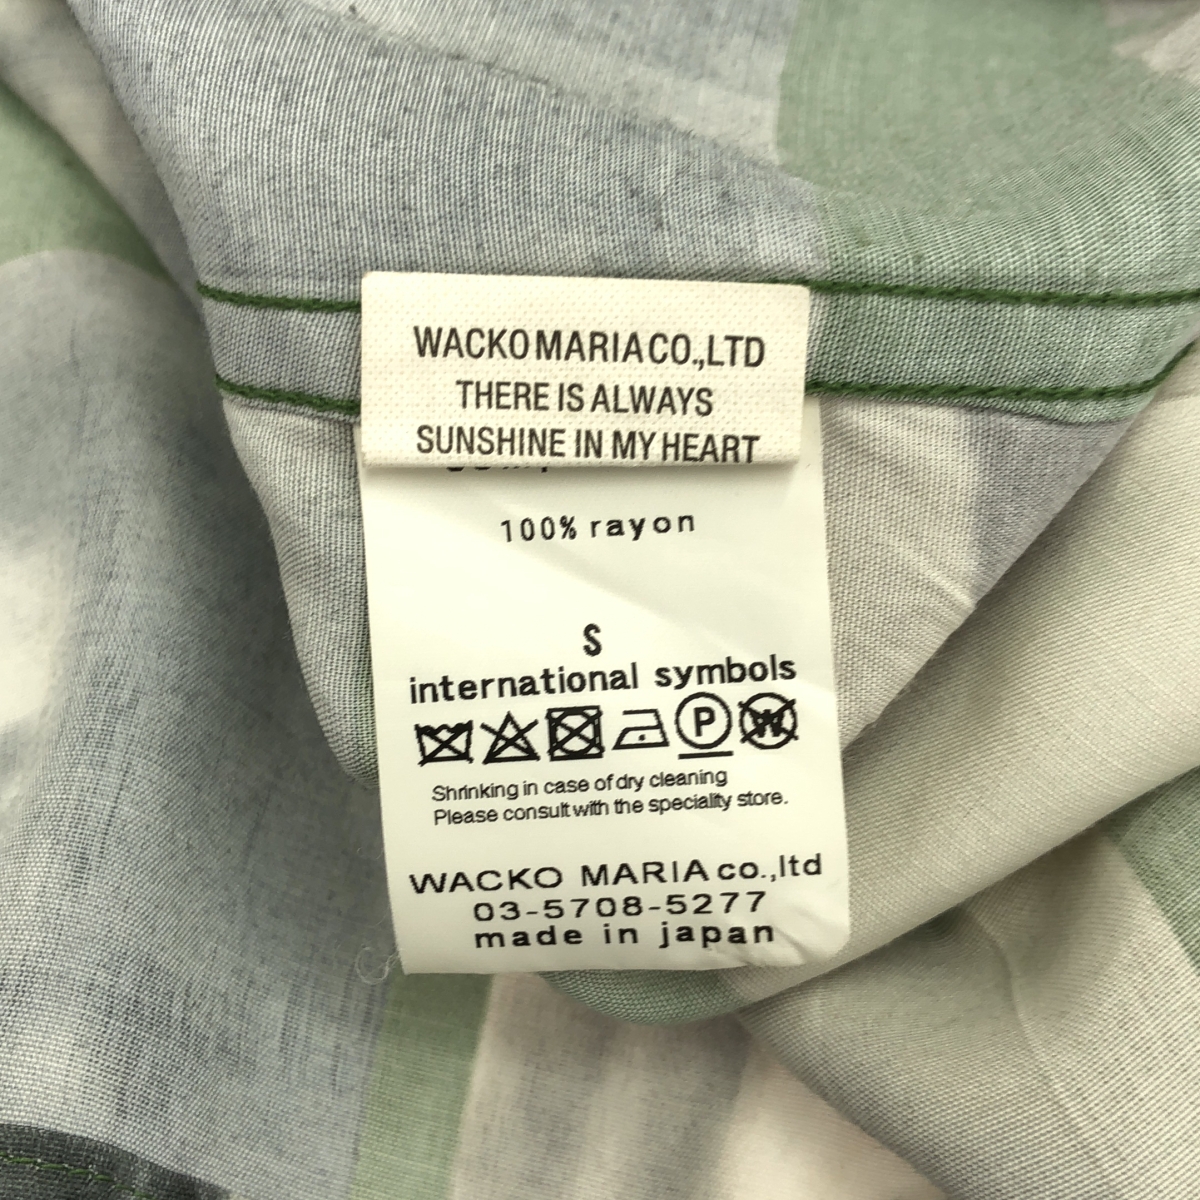 WACKO MARIA CO.,LTD
THERE IS ALWAYS
SUNSHINE IN MY HEART
100% rayon
S
international symbols
P W
Shrinking in case of dry cleaning
Please consult with the speciality store.
WACKO MARIA co.,ltd
03-5708-5277
made in japan